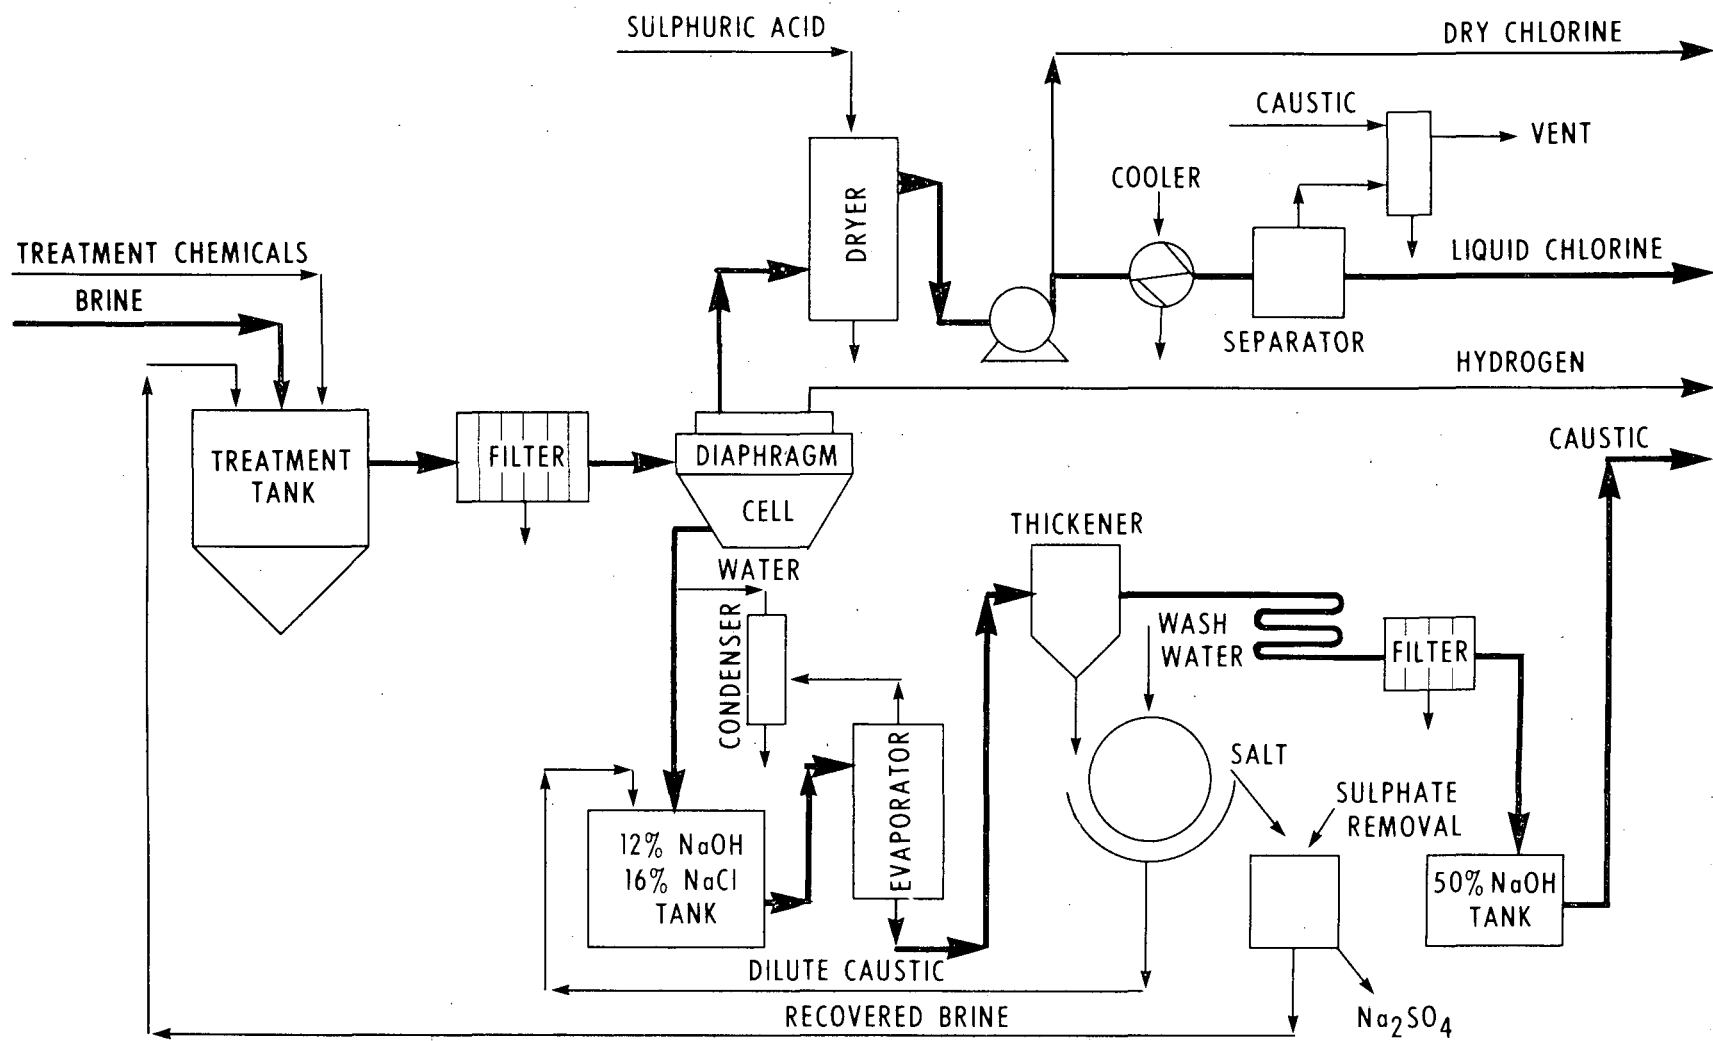 SULPHURIC ACID
DRY CHLORINE
CAUSTIC
VENT
COOLER
DRYER
TREATMENT CHEMICALS
BRINE
LIQUID CHLORINE
SEPARATOR
HYDROGEN
TREATMENT
TANK
FILTER
DIAPHRAGM
CELL
CAUSTIC
THICKENER
WATER
CONDENSER
WASH
WATER
FILTER
EVAPORATOR
SALT
SULPHATE
REMOVAL
12% NaOH
16% NaCl
TANK
50% NaOH
TANK
DILUTE CAUSTIC
RECOVERED BRINE
Na2SO4